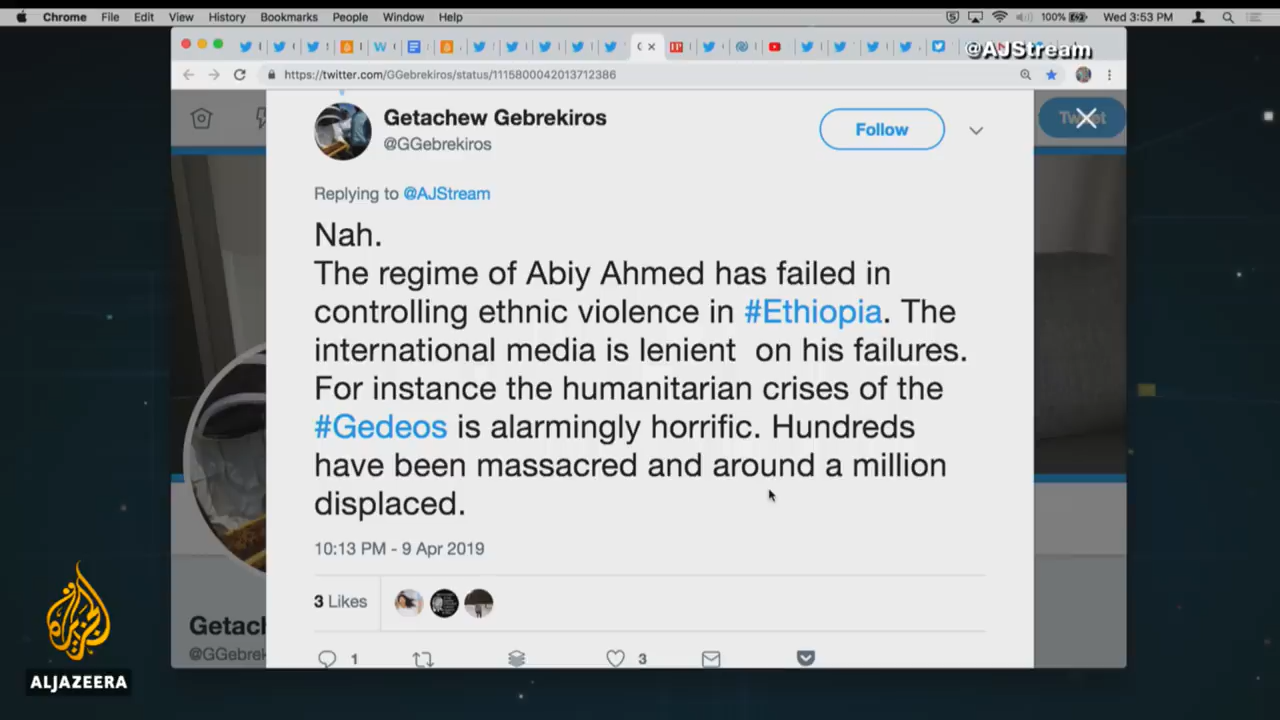 Chrome File Edit View History Bookmarks People Window Help 100% Wed 3:53 PM
@AJStream
https://twitter.com/GGebrekiros/status/1115800042013712386
Getachew Gebrekiros
@GGebrekiros
Follow
Replying to @AJStream
Nah.
The regime of Abiy Ahmed has failed in
controlling ethnic violence in #Ethiopia. The
international media is lenient on his failures.
For instance the humanitarian crises of the
#Gedeos is alarmingly horrific. Hundreds
have been massacred and around a million
displaced.
10:13 PM - 9 Apr 2019
3 Likes
1 3
Getach
@GGebrek
الجزيرة
ALJAZEERA